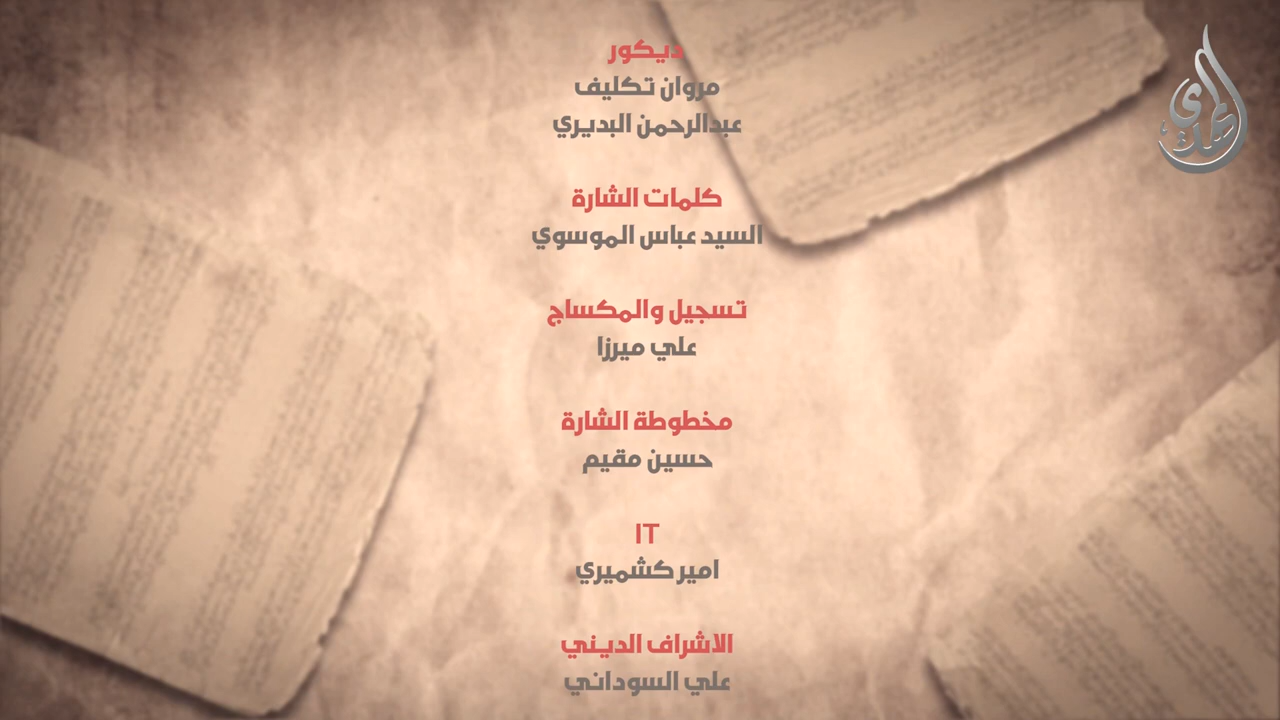 ديكور
مروان تكليف
عبدالرحمن البديري
كلمات الشارة
السيد عباس الموسوي
تسجيل والمكساج
علي ميرزا
مخطوطة الشارة
حسين مقيم
IT
امير كشميري
الاشراف الديني
علي السوداني